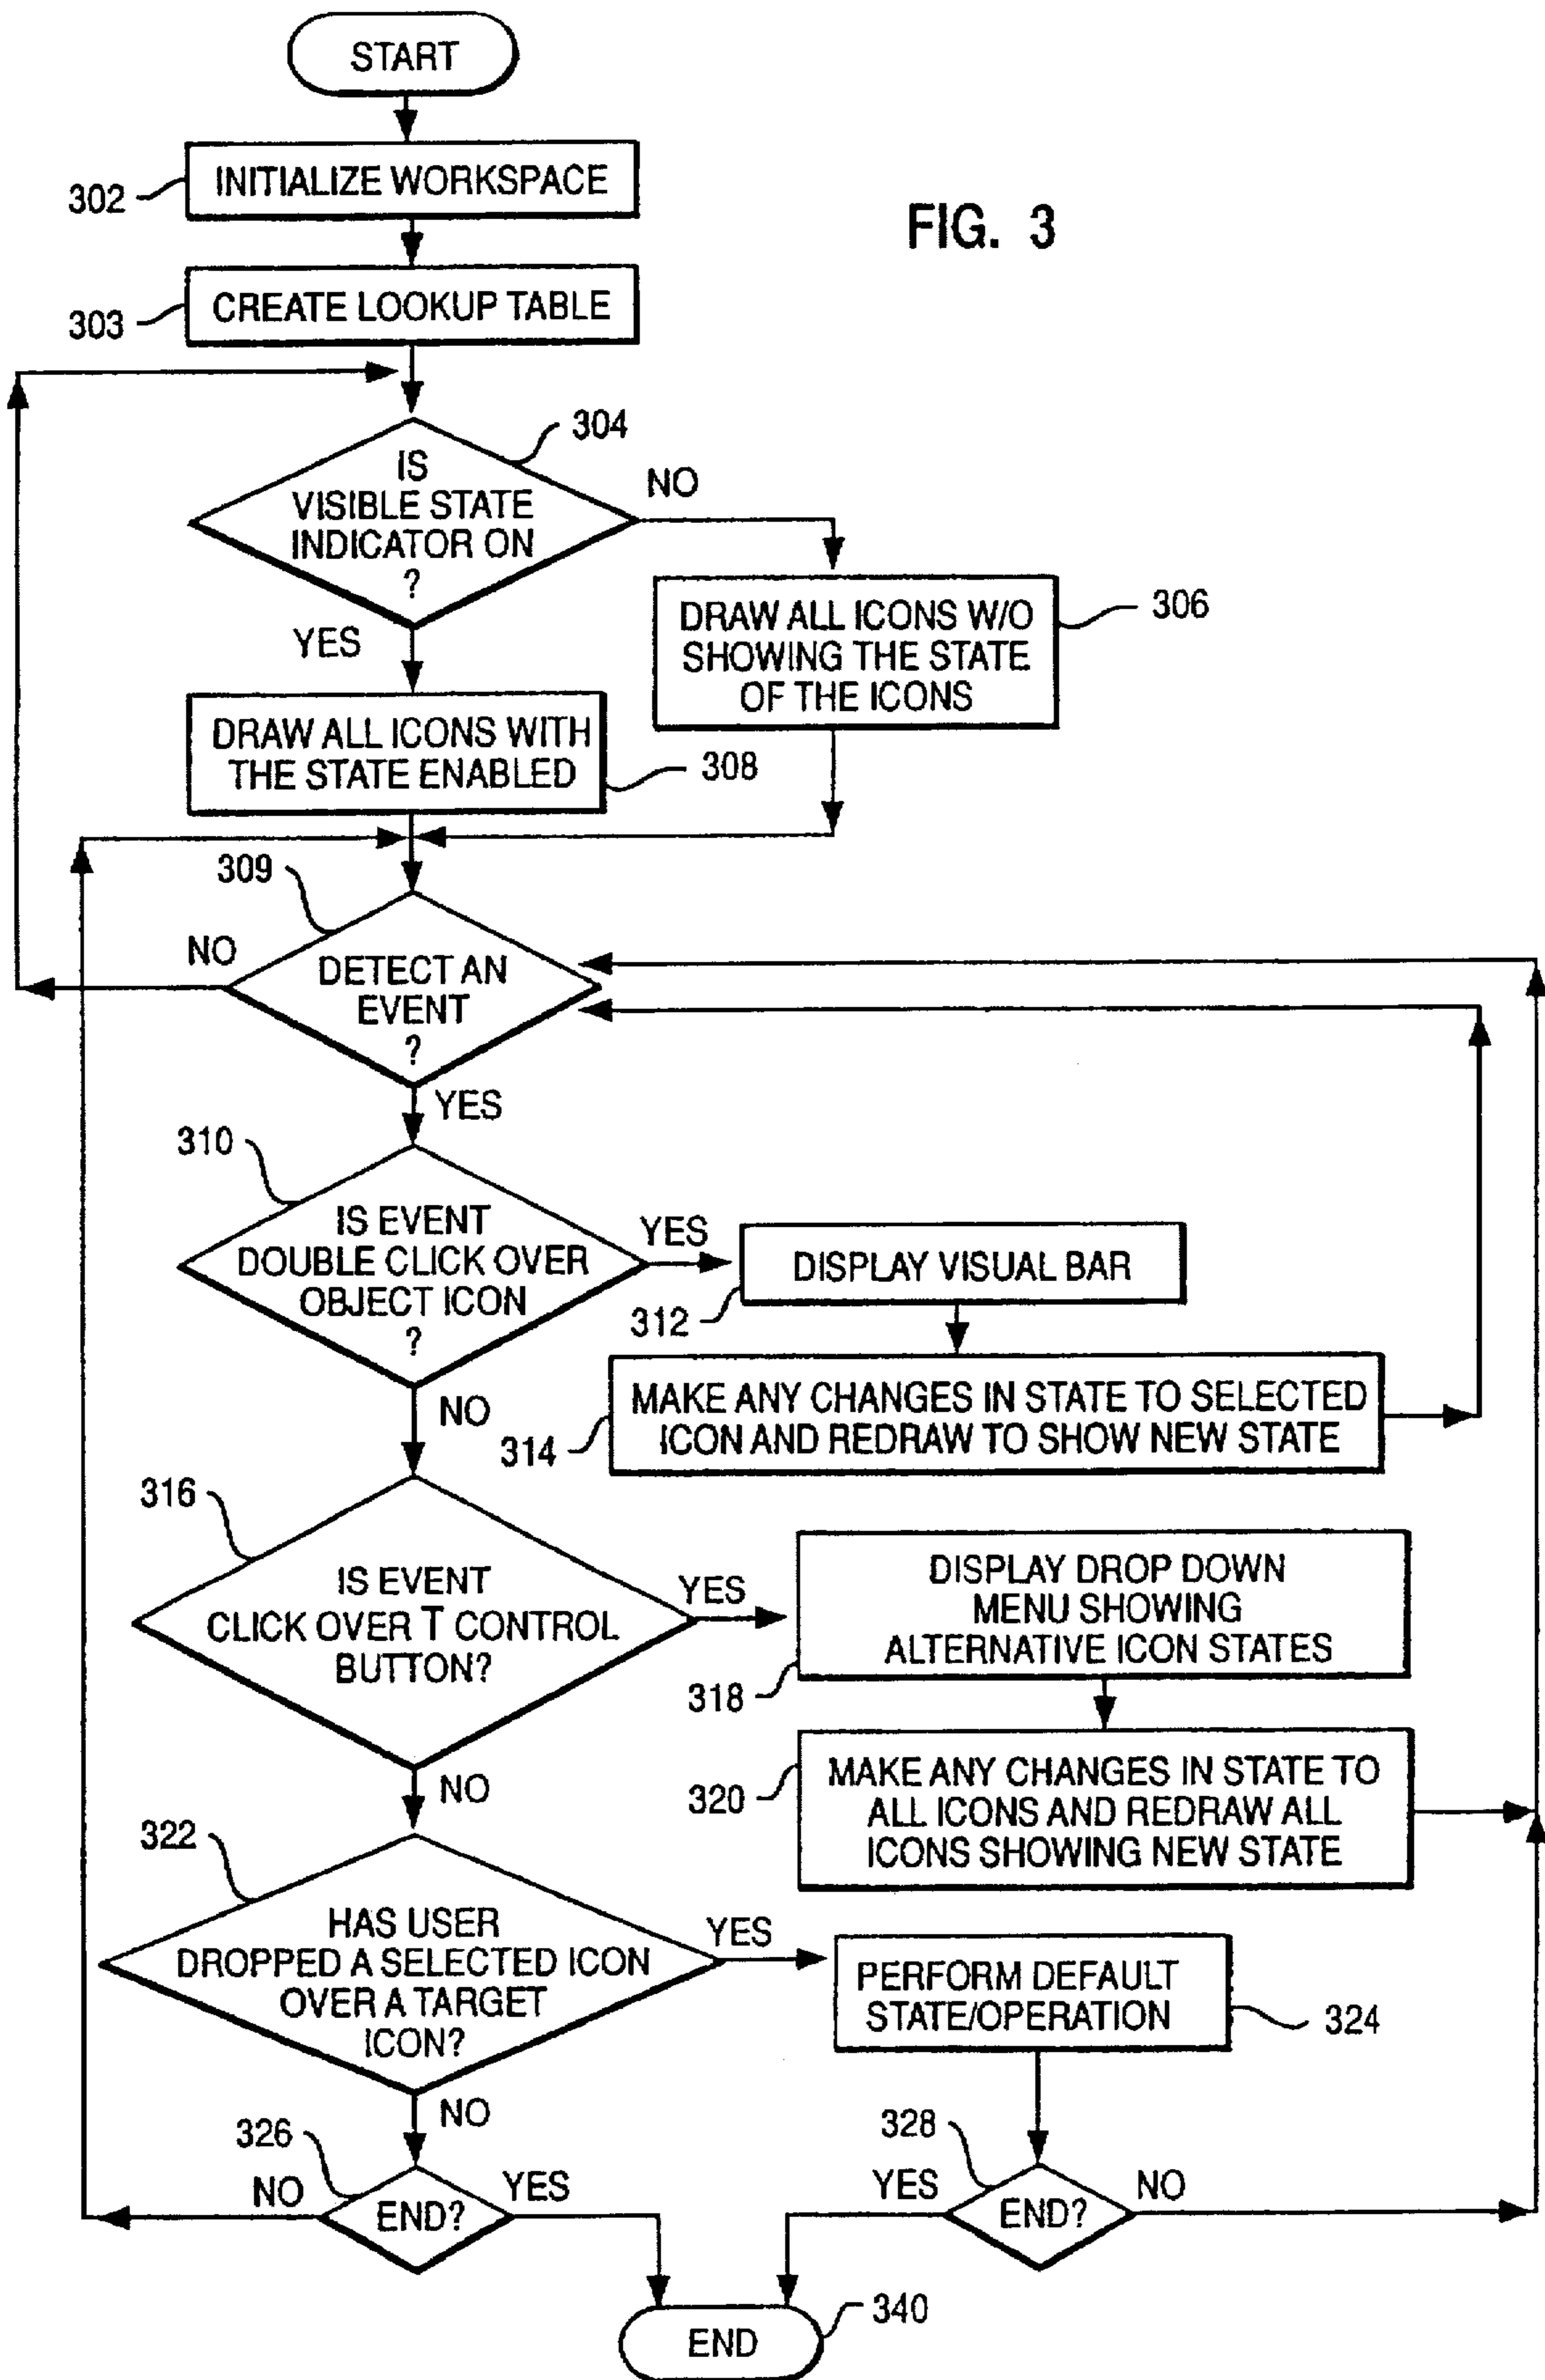 START
302
INITIALIZE WORKSPACE
FIG. 3
303
CREATE LOOKUP TABLE
304
IS
VISIBLE STATE
INDICATOR ON
?
NO
YES
DRAW ALL ICONS W/O
SHOWING THE STATE
OF THE ICONS
306
DRAW ALL ICONS WITH
THE STATE ENABLED
308
309
NO
DETECT AN
EVENT
?
YES
310
IS EVENT
DOUBLE CLICK OVER
OBJECT ICON
?
YES
DISPLAY VISUAL BAR
312
NO
MAKE ANY CHANGES IN STATE TO SELECTED
ICON AND REDRAW TO SHOW NEW STATE
314
316
IS EVENT
CLICK OVER T CONTROL
BUTTON?
YES
DISPLAY DROP DOWN
MENU SHOWING
ALTERNATIVE ICON STATES
318
NO
MAKE ANY CHANGES IN STATE TO
ALL ICONS AND REDRAW ALL
ICONS SHOWING NEW STATE
320
322
HAS USER
DROPPED A SELECTED ICON
OVER A TARGET
ICON?
YES
PERFORM DEFAULT
STATE/OPERATION
324
NO
326
NO
END?
YES
328
YES
END?
NO
END
340